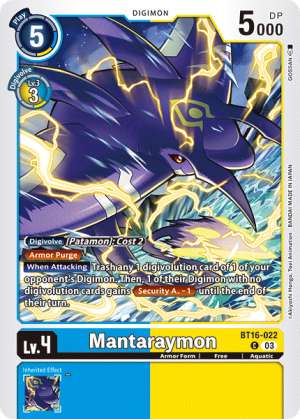 DIGIMON
Play
5
5000
DP
Digivolve
Lv.3
3
GOSSAN
©Akiyoshi Hongo, Toei Animation・BANDAI MADE IN JAPAN
Digivolve [Patamon]: Cost 2
Armor Purge
When Attacking Trash any 1 digivolution card of 1 of your
opponent's Digimon. Then, 1 of their Digimon with no
digivolution cards gains Security A. -1 until the end of
their turn.
Lv.4
Mantaraymon
BT16-022
C 03
Armor Form | Free | Aquatic
Inherited Effect